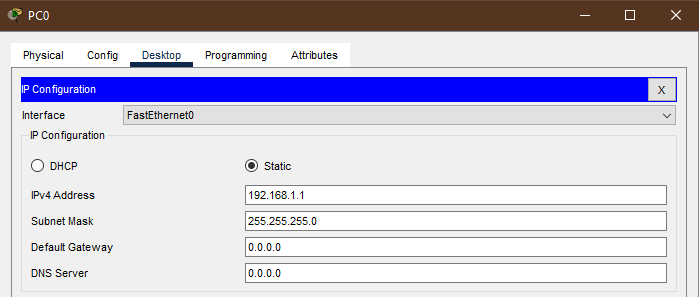 PC0
Physical Config Desktop Programming Attributes
IP Configuration X
Interface FastEthernet0
IP Configuration
DHCP Static
IPv4 Address 192.168.1.1
Subnet Mask 255.255.255.0
Default Gateway 0.0.0.0
DNS Server 0.0.0.0